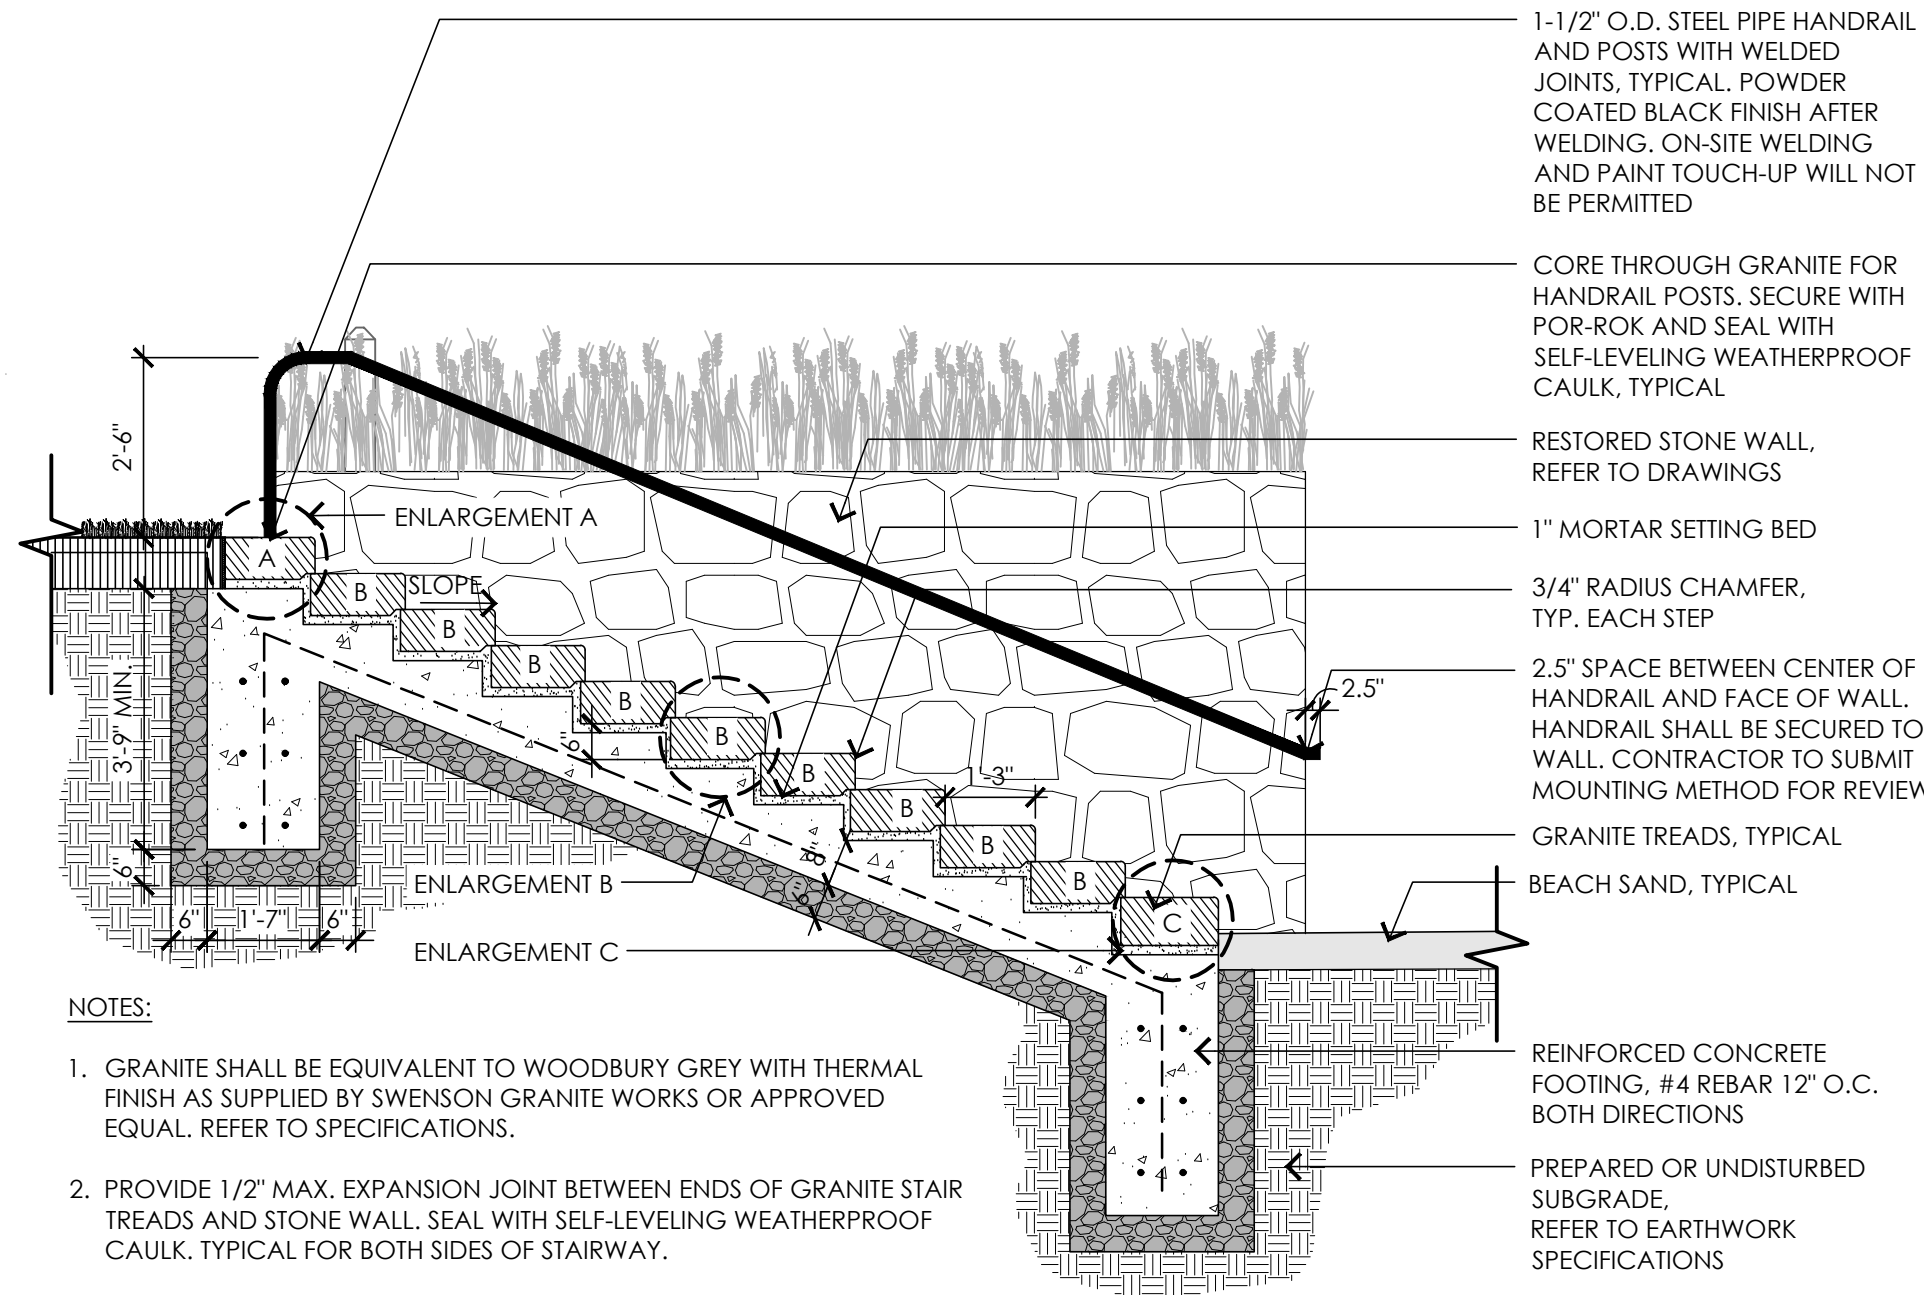 1-1/2" O.D. STEEL PIPE HANDRAIL
AND POSTS WITH WELDED
JOINTS, TYPICAL. POWDER
COATED BLACK FINISH AFTER
WELDING. ON-SITE WELDING
AND PAINT TOUCH-UP WILL NOT
BE PERMITTED
CORE THROUGH GRANITE FOR
HANDRAIL POSTS. SECURE WITH
POR-ROK AND SEAL WITH
SELF-LEVELING WEATHERPROOF
CAULK, TYPICAL
RESTORED STONE WALL,
REFER TO DRAWINGS
1" MORTAR SETTING BED
3/4" RADIUS CHAMFER,
TYP. EACH STEP
2.5" SPACE BETWEEN CENTER OF
HANDRAIL AND FACE OF WALL.
HANDRAIL SHALL BE SECURED TO
WALL. CONTRACTOR TO SUBMIT
MOUNTING METHOD FOR REVIEW
GRANITE TREADS, TYPICAL
BEACH SAND, TYPICAL
REINFORCED CONCRETE
FOOTING, #4 REBAR 12" O.C.
BOTH DIRECTIONS
PREPARED OR UNDISTURBED
SUBGRADE,
REFER TO EARTHWORK
SPECIFICATIONS
2'-6"
ENLARGEMENT A
A
B
SLOPE
B
B
B
B
B
B
B
B
C
2.5"
6"
1'-3"
3'-9" MIN.
6"
8"
6"
6"
1'-7"
6"
ENLARGEMENT B
ENLARGEMENT C
NOTES:
1. GRANITE SHALL BE EQUIVALENT TO WOODBURY GREY WITH THERMAL
FINISH AS SUPPLIED BY SWENSON GRANITE WORKS OR APPROVED
EQUAL. REFER TO SPECIFICATIONS.
2. PROVIDE 1/2" MAX. EXPANSION JOINT BETWEEN ENDS OF GRANITE STAIR
TREADS AND STONE WALL. SEAL WITH SELF-LEVELING WEATHERPROOF
CAULK. TYPICAL FOR BOTH SIDES OF STAIRWAY.